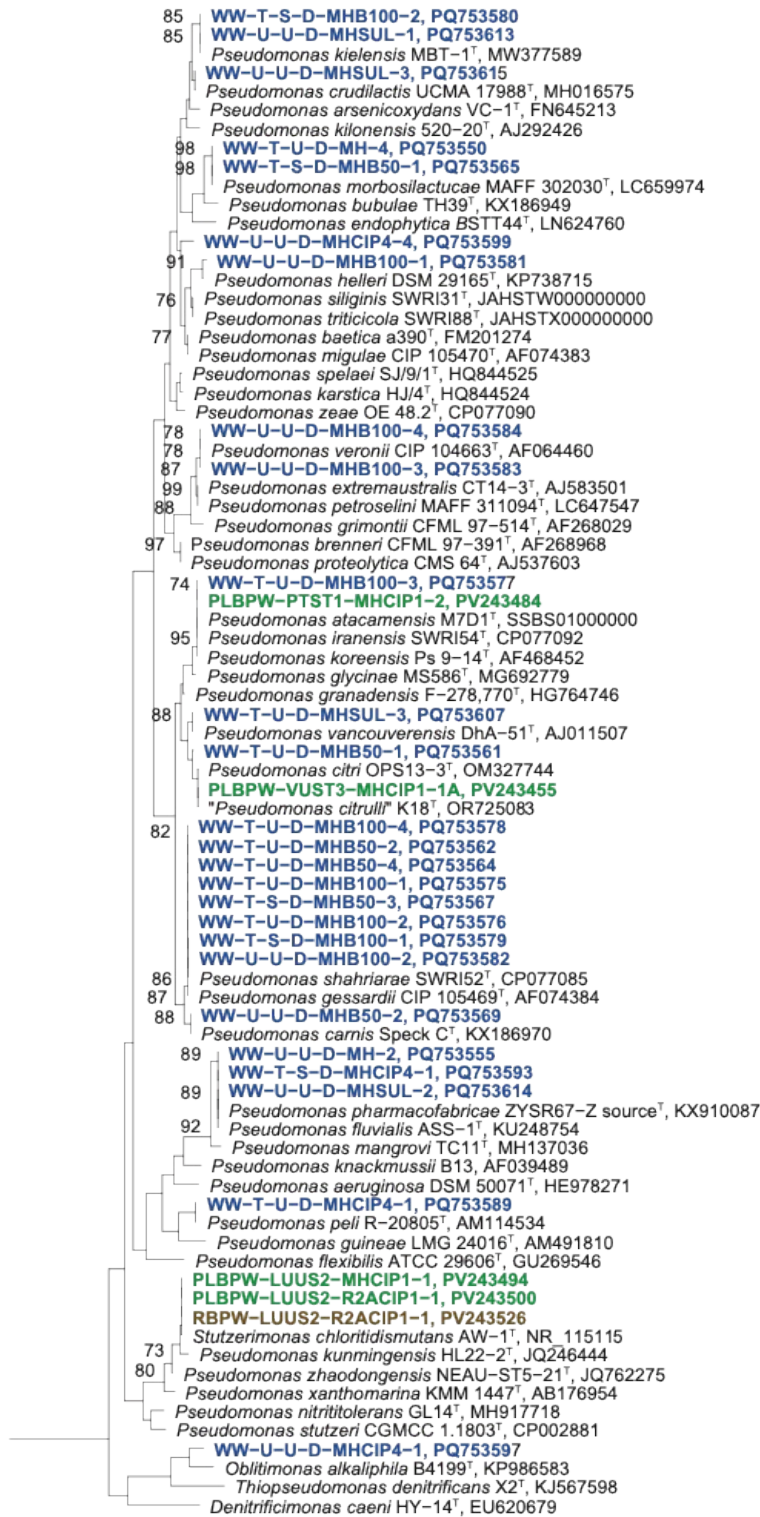 85 WW−T−S−D−MHB100−2, PQ753580
85 WW−U−U−D−MHSUL−1, PQ753613
Pseudomonas kielensis MBT−1ᵀ, MW377589
WW−U−U−D−MHSUL−3, PQ753615
Pseudomonas crudilactis UCMA 17988ᵀ, MH016575
Pseudomonas arsenicoxydans VC−1ᵀ, FN645213
Pseudomonas kilonensis 520−20ᵀ, AJ292426
98 WW−T−U−D−MH−4, PQ753550
98 WW−T−S−D−MHB50−1, PQ753565
Pseudomonas morbosilactucae MAFF 302030ᵀ, LC659974
Pseudomonas bubulae TH39ᵀ, KX186949
Pseudomonas endophytica BSTT44ᵀ, LN624760
WW−U−U−D−MHCIP4−4, PQ753599
91 WW−U−U−D−MHB100−1, PQ753581
Pseudomonas helleri DSM 29165ᵀ, KP738715
76 Pseudomonas siliginis SWRI31ᵀ, JAHSTW000000000
Pseudomonas triticicola SWRI88ᵀ, JAHSTX000000000
77 Pseudomonas baetica a390ᵀ, FM201274
Pseudomonas migulae CIP 105470ᵀ, AF074383
Pseudomonas spelaei SJ/9/1ᵀ, HQ844525
Pseudomonas karstica HJ/4ᵀ, HQ844524
Pseudomonas zeae OE 48.2ᵀ, CP077090
78 WW−U−U−D−MHB100−4, PQ753584
78 Pseudomonas veronii CIP 104663ᵀ, AF064460
87 WW−U−U−D−MHB100−3, PQ753583
99 Pseudomonas extremaustralis CT14−3ᵀ, AJ583501
88 Pseudomonas petroselini MAFF 311094ᵀ, LC647547
Pseudomonas grimontii CFML 97−514ᵀ, AF268029
97 Pseudomonas brenneri CFML 97−391ᵀ, AF268968
Pseudomonas proteolytica CMS 64ᵀ, AJ537603
74 WW−T−U−D−MHB100−3, PQ753577
PLBPW−PTST1−MHCIP1−2, PV243484
Pseudomonas atacamensis M7D1ᵀ, SSBS01000000
95 Pseudomonas iranensis SWRI54ᵀ, CP077092
Pseudomonas koreensis Ps 9−14ᵀ, AF468452
Pseudomonas glycinae MS586ᵀ, MG692779
Pseudomonas granadensis F−278,770ᵀ, HG764746
88 WW−T−U−D−MHSUL−3, PQ753607
Pseudomonas vancouverensis DhA−51ᵀ, AJ011507
WW−T−U−D−MHB50−1, PQ753561
Pseudomonas citri OPS13−3ᵀ, OM327744
PLBPW−VUST3−MHCIP1−1A, PV243455
"Pseudomonas citrulli" K18ᵀ, OR725083
82 WW−T−U−D−MHB100−4, PQ753578
WW−T−U−D−MHB50−2, PQ753562
WW−T−U−D−MHB50−4, PQ753564
WW−T−U−D−MHB100−1, PQ753575
WW−T−S−D−MHB50−3, PQ753567
WW−T−U−D−MHB100−2, PQ753576
WW−T−S−D−MHB100−1, PQ753579
WW−U−U−D−MHB100−2, PQ753582
86 Pseudomonas shahriarae SWRI52ᵀ, CP077085
87 Pseudomonas gessardii CIP 105469ᵀ, AF074384
88 WW−U−U−D−MHB50−2, PQ753569
Pseudomonas carnis Speck Cᵀ, KX186970
89 WW−U−U−D−MH−2, PQ753555
WW−T−S−D−MHCIP4−1, PQ753593
89 WW−U−U−D−MHSUL−2, PQ753614
Pseudomonas pharmacofabricae ZYSR67−Z sourceᵀ, KX910087
92 Pseudomonas fluvialis ASS−1ᵀ, KU248754
Pseudomonas mangrovi TC11ᵀ, MH137036
Pseudomonas knackmussii B13, AF039489
Pseudomonas aeruginosa DSM 50071ᵀ, HE978271
WW−T−U−D−MHCIP4−1, PQ753589
Pseudomonas peli R−20805ᵀ, AM114534
Pseudomonas guineae LMG 24016ᵀ, AM491810
Pseudomonas flexibilis ATCC 29606ᵀ, GU269546
PLBPW−LUUS2−MHCIP1−1, PV243494
PLBPW−LUUS2−R2ACIP1−1, PV243500
RBPW−LUUS2−R2ACIP1−1, PV243526
Stutzerimonas chloritidismutans AW−1ᵀ, NR_115115
73 Pseudomonas kunmingensis HL22−2ᵀ, JQ246444
80 Pseudomonas zhaodongensis NEAU−ST5−21ᵀ, JQ762275
Pseudomonas xanthomarina KMM 1447ᵀ, AB176954
Pseudomonas nitrititolerans GL14ᵀ, MH917718
Pseudomonas stutzeri CGMCC 1.1803ᵀ, CP002881
WW−U−U−D−MHCIP4−1, PQ753597
Oblitimonas alkaliphila B4199ᵀ, KP986583
Thiopseudomonas denitrificans X2ᵀ, KJ567598
Denitrificimonas caeni HY−14ᵀ, EU620679